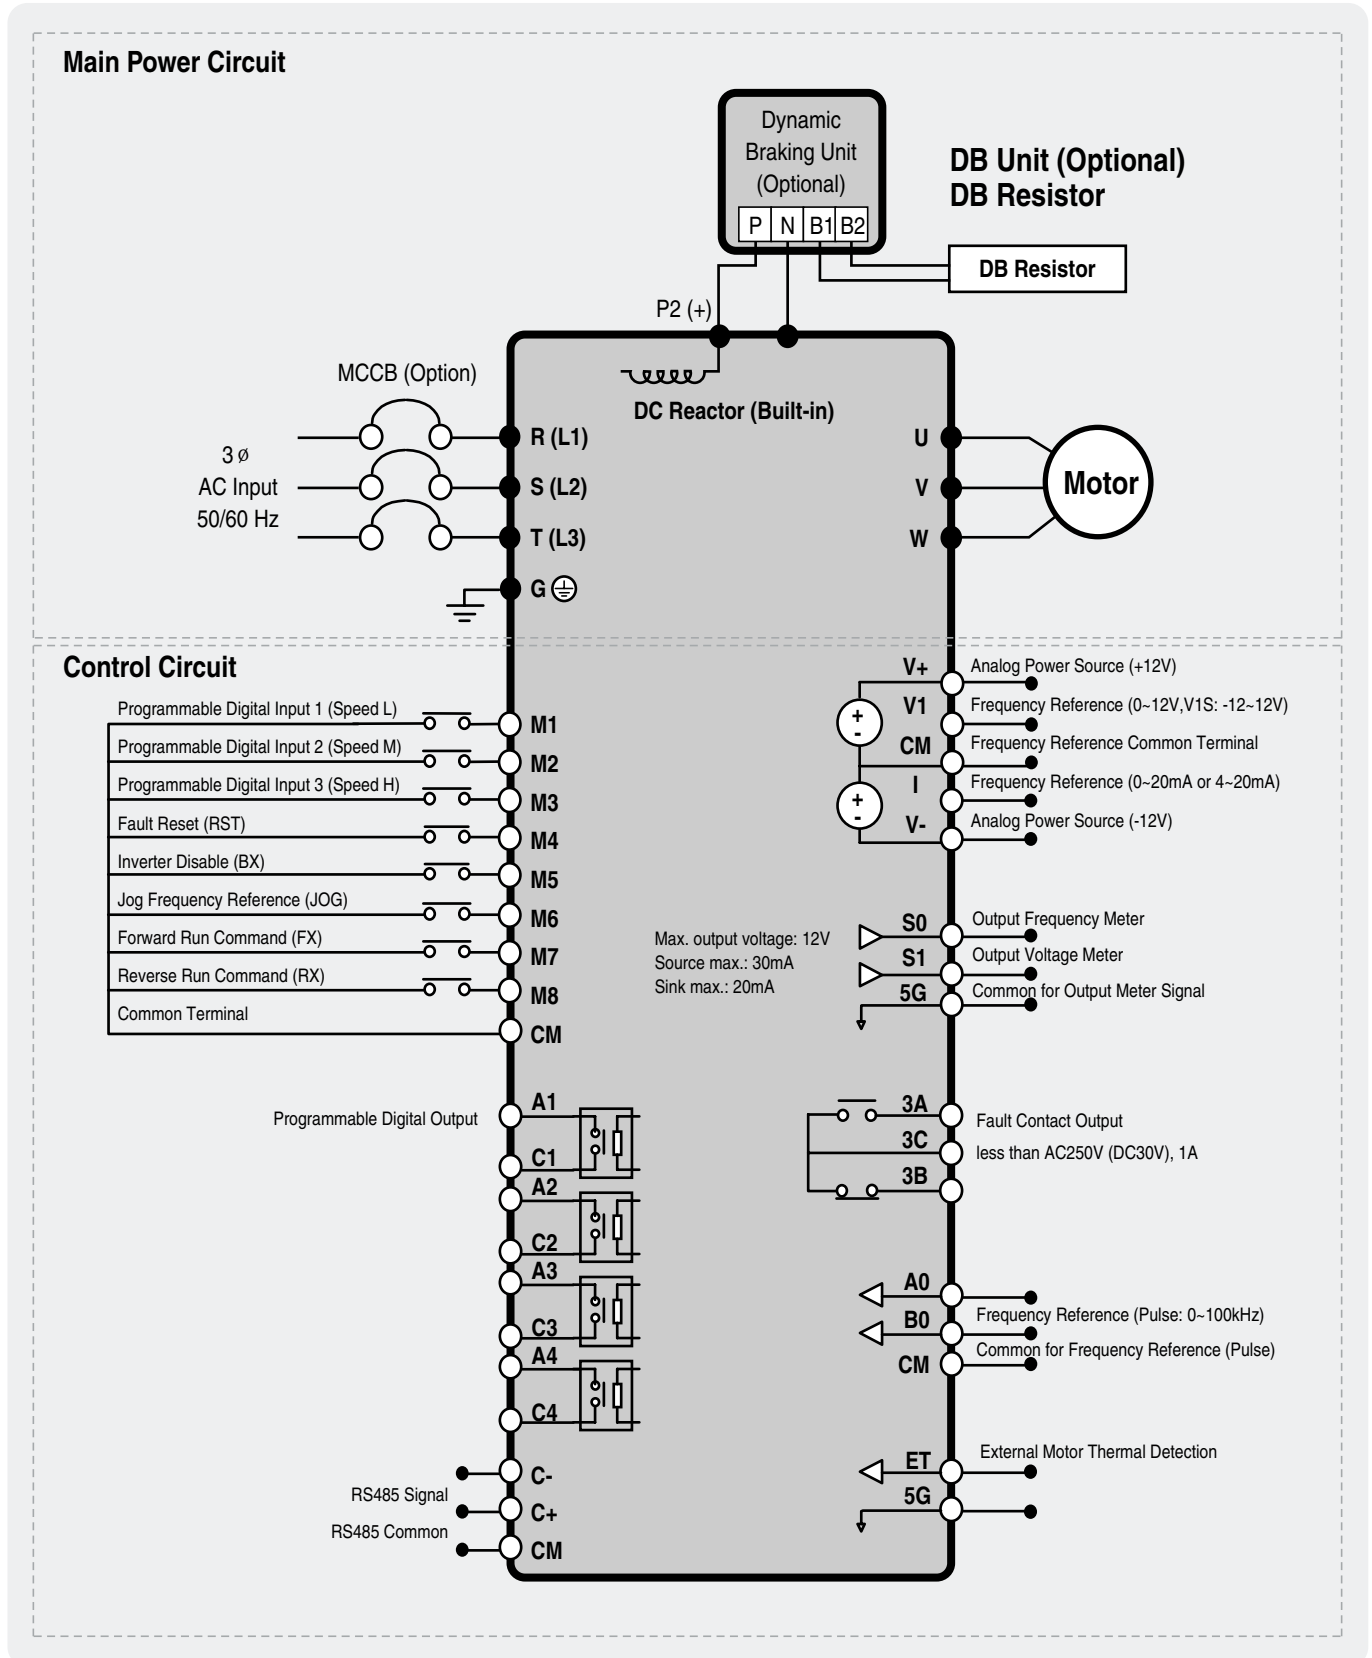 Main Power Circuit
Dynamic
Braking Unit
(Optional)
P N B1 B2
DB Unit (Optional)
DB Resistor
DB Resistor
P2 (+)
MCCB (Option)
DC Reactor (Built-in)
3 ø
AC Input
50/60 Hz
R (L1)
S (L2)
T (L3)
G
U
V
W
Motor
Control Circuit
Programmable Digital Input 1 (Speed L)
M1
Programmable Digital Input 2 (Speed M)
M2
Programmable Digital Input 3 (Speed H)
M3
Fault Reset (RST)
M4
Inverter Disable (BX)
M5
Jog Frequency Reference (JOG)
M6
Forward Run Command (FX)
M7
Reverse Run Command (RX)
M8
Common Terminal
CM
Programmable Digital Output
A1
C1
A2
C2
A3
C3
A4
C4
C-
RS485 Signal
C+
RS485 Common
CM
V+
Analog Power Source (+12V)
V1
Frequency Reference (0~12V,V1S: -12~12V)
CM
Frequency Reference Common Terminal
I
Frequency Reference (0~20mA or 4~20mA)
V-
Analog Power Source (-12V)
+
-
+
-
Max. output voltage: 12V
Source max.: 30mA
Sink max.: 20mA
S0
Output Frequency Meter
S1
Output Voltage Meter
5G
Common for Output Meter Signal
3A
Fault Contact Output
3C
less than AC250V (DC30V), 1A
3B
A0
B0
Frequency Reference (Pulse: 0~100kHz)
CM
Common for Frequency Reference (Pulse)
ET
External Motor Thermal Detection
5G